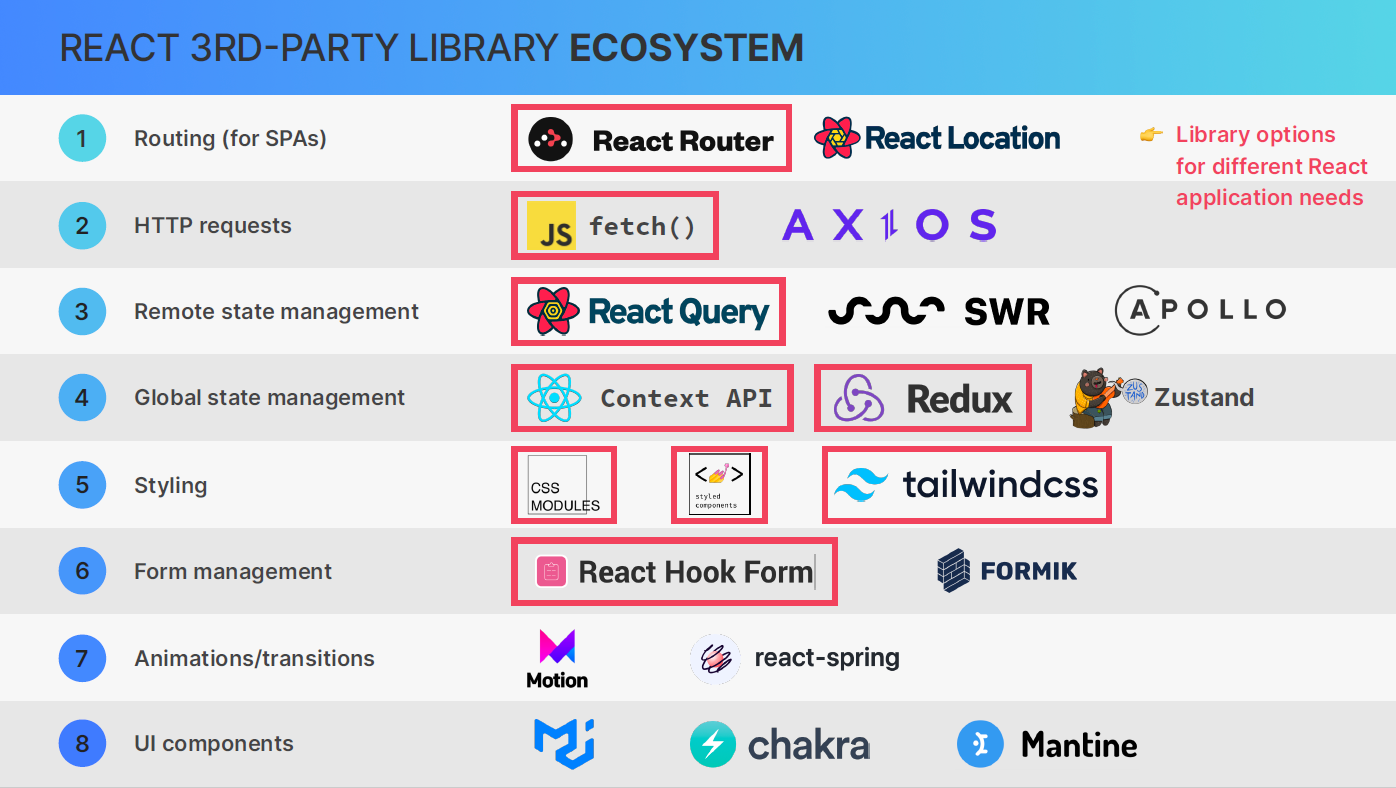 REACT 3RD-PARTY LIBRARY ECOSYSTEM
1 Routing (for SPAs) React Router React Location
👉 Library options
for different React
application needs
2 HTTP requests JS fetch() AXIOS
3 Remote state management React Query SWR APOLLO
4 Global state management Context API Redux ZUS TAND Zustand
5 Styling
CSS
MODULES
</>
styled
components
tailwindcss
6 Form management React Hook Form FORMIK
7 Animations/transitions Motion react-spring
8 UI components chakra Mantine